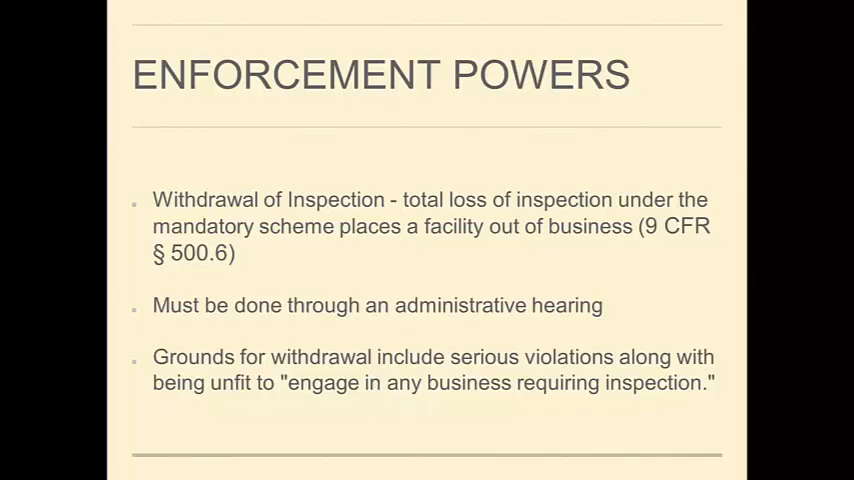 ENFORCEMENT POWERS
Withdrawal of Inspection - total loss of inspection under the
mandatory scheme places a facility out of business (9 CFR
§ 500.6)
Must be done through an administrative hearing
Grounds for withdrawal include serious violations along with
being unfit to "engage in any business requiring inspection."